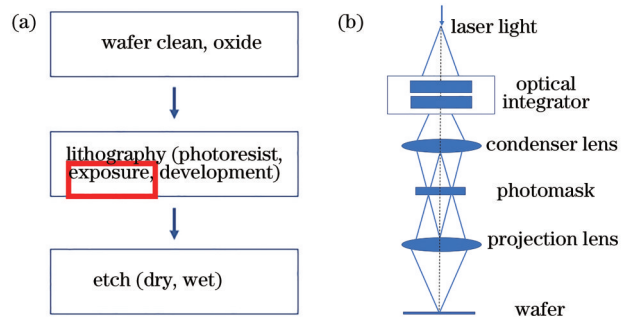 (a)
wafer clean, oxide
lithography (photoresist,
exposure, development)
etch (dry, wet)
(b)
laser light
optical
integrator
condenser lens
photomask
projection lens
wafer